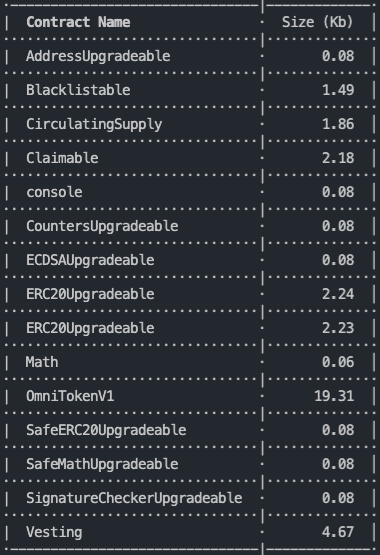 Contract Name · Size (Kb)
AddressUpgradeable · 0.08
Blacklistable · 1.49
CirculatingSupply · 1.86
Claimable · 2.18
console · 0.08
CountersUpgradeable · 0.08
ECDSAUpgradeable · 0.08
ERC20Upgradeable · 2.24
ERC20Upgradeable · 2.23
Math · 0.06
OmniTokenV1 · 19.31
SafeERC20Upgradeable · 0.08
SafeMathUpgradeable · 0.08
SignatureCheckerUpgradeable · 0.08
Vesting · 4.67